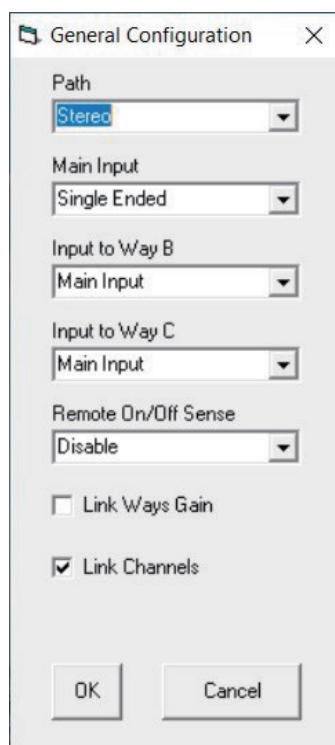 General Configuration
Path
Stereo
Main Input
Single Ended
Input to Way B
Main Input
Input to Way C
Main Input
Remote On/Off Sense
Disable
Link Ways Gain
Link Channels
OK Cancel